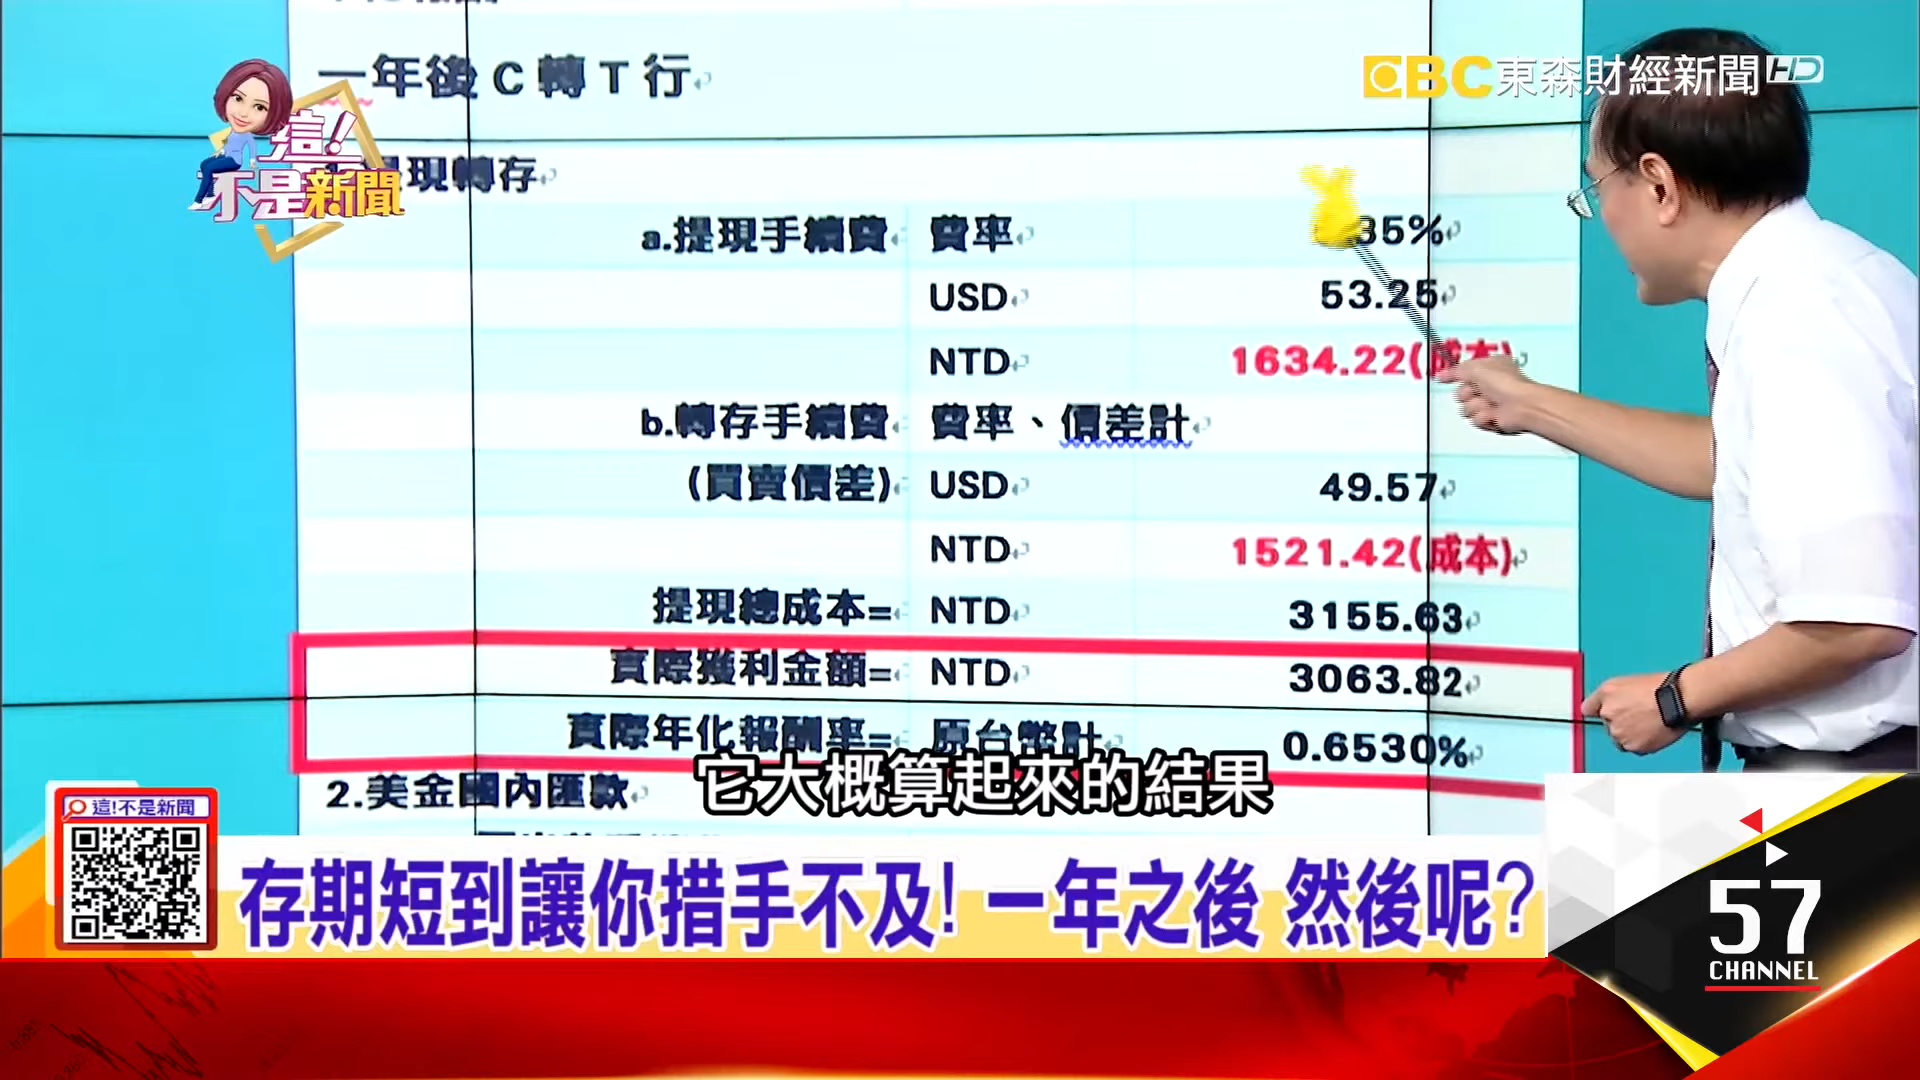 一年後 C 轉 T 行
EBC 東森財經新聞 HD
這!
不是新聞
現轉存
a.提現手續費 費率 35%
USD 53.25
NTD 1634.22(成本)
b.轉存手續費 費率、價差計
(買賣價差) USD 49.57
NTD 1521.42(成本)
提現總成本= NTD 3155.63
實際獲利金額= NTD 3063.82
實際年化報酬率= 原台幣計 0.6530%
2.美金國內匯款
它大概算起來的結果
這!不是新聞
存期短到讓你措手不及! 一年之後 然後呢?
57
CHANNEL